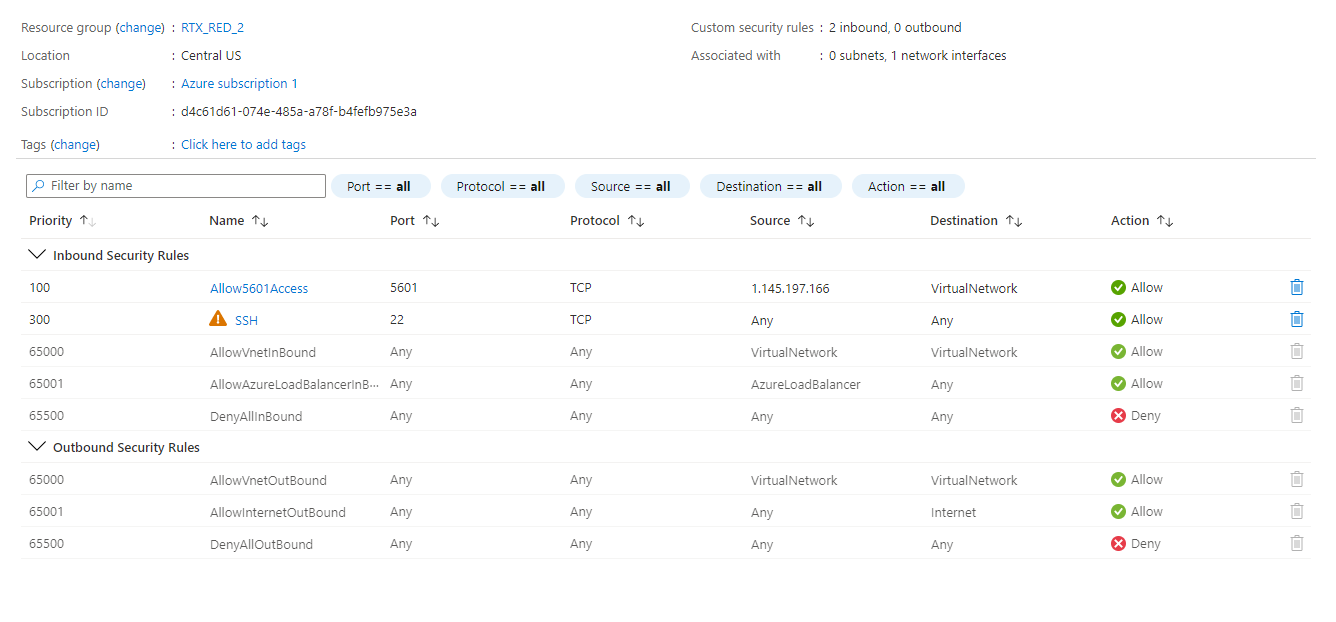 Resource group (change) : RTX_RED_2 Custom security rules : 2 inbound, 0 outbound
Location : Central US Associated with : 0 subnets, 1 network interfaces
Subscription (change) : Azure subscription 1
Subscription ID : d4c61d61-074e-485a-a78f-b4fefb975e3a
Tags (change) : Click here to add tags
Filter by name Port == all Protocol == all Source == all Destination == all Action == all
Priority Name Port Protocol Source Destination Action
Inbound Security Rules
100 Allow5601Access 5601 TCP 1.145.197.166 VirtualNetwork Allow
300 SSH 22 TCP Any Any Allow
65000 AllowVnetInBound Any Any VirtualNetwork VirtualNetwork Allow
65001 AllowAzureLoadBalancerInB... Any Any AzureLoadBalancer Any Allow
65500 DenyAllInBound Any Any Any Any Deny
Outbound Security Rules
65000 AllowVnetOutBound Any Any VirtualNetwork VirtualNetwork Allow
65001 AllowInternetOutBound Any Any Any Internet Allow
65500 DenyAllOutBound Any Any Any Any Deny